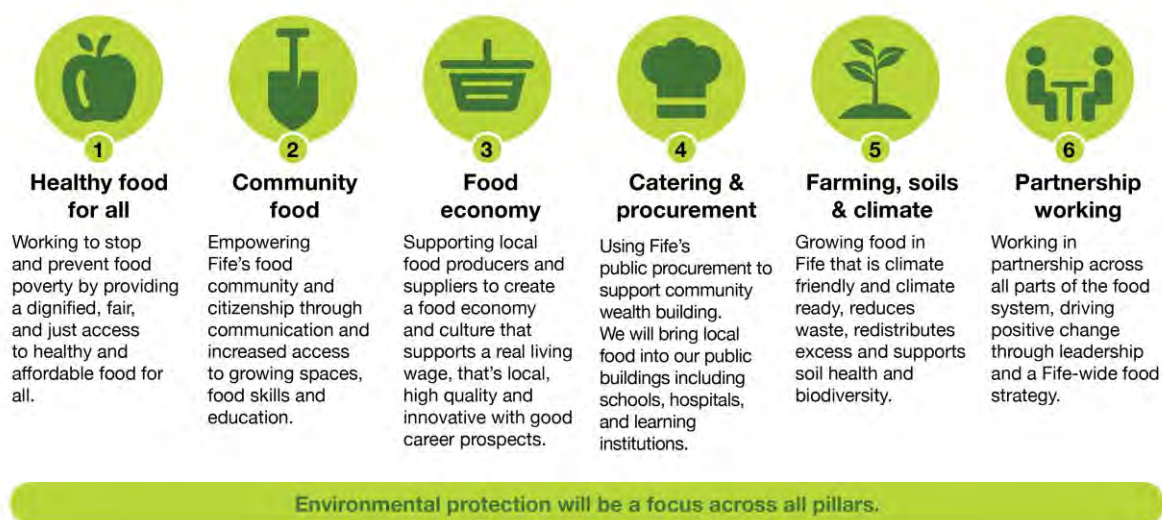 1
Healthy food
for all
Working to stop
and prevent food
poverty by providing
a dignified, fair,
and just access
to healthy and
affordable food for
all.
2
Community
food
Empowering
Fife's food
community and
citizenship through
communication and
increased access
to growing spaces,
food skills and
education.
3
Food
economy
Supporting local
food producers and
suppliers to create
a food economy
and culture that
supports a real living
wage, that's local,
high quality and
innovative with good
career prospects.
4
Catering &
procurement
Using Fife's
public procurement to
support community
wealth building.
We will bring local
food into our public
buildings including
schools, hospitals,
and learning
institutions.
5
Farming, soils
& climate
Growing food in
Fife that is climate
friendly and climate
ready, reduces
waste, redistributes
excess and supports
soil health and
biodiversity.
6
Partnership
working
Working in
partnership across
all parts of the food
system, driving
positive change
through leadership
and a Fife-wide food
strategy.
Environmental protection will be a focus across all pillars.